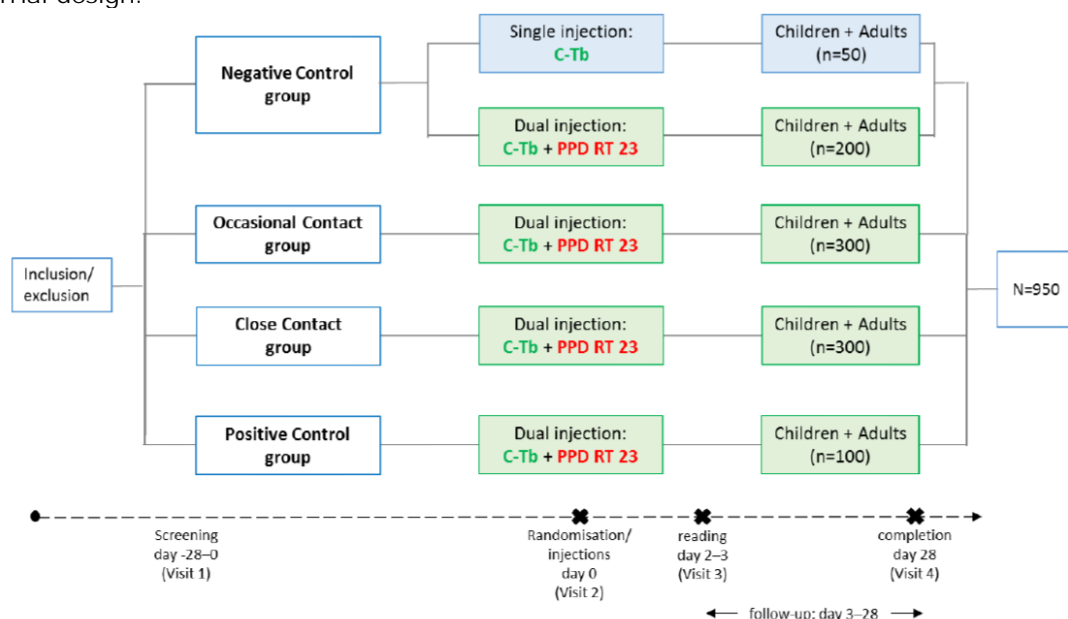 Trial design:
Inclusion/
exclusion
Negative Control
group
Single injection:
C-Tb
Children + Adults
(n=50)
Dual injection:
C-Tb + PPD RT 23
Children + Adults
(n=200)
Occasional Contact
group
Dual injection:
C-Tb + PPD RT 23
Children + Adults
(n=300)
Close Contact
group
Dual injection:
C-Tb + PPD RT 23
Children + Adults
(n=300)
Positive Control
group
Dual injection:
C-Tb + PPD RT 23
Children + Adults
(n=100)
N=950
Screening
day -28–0
(Visit 1)
Randomisation/
injections
day 0
(Visit 2)
reading
day 2–3
(Visit 3)
completion
day 28
(Visit 4)
follow-up: day 3–28